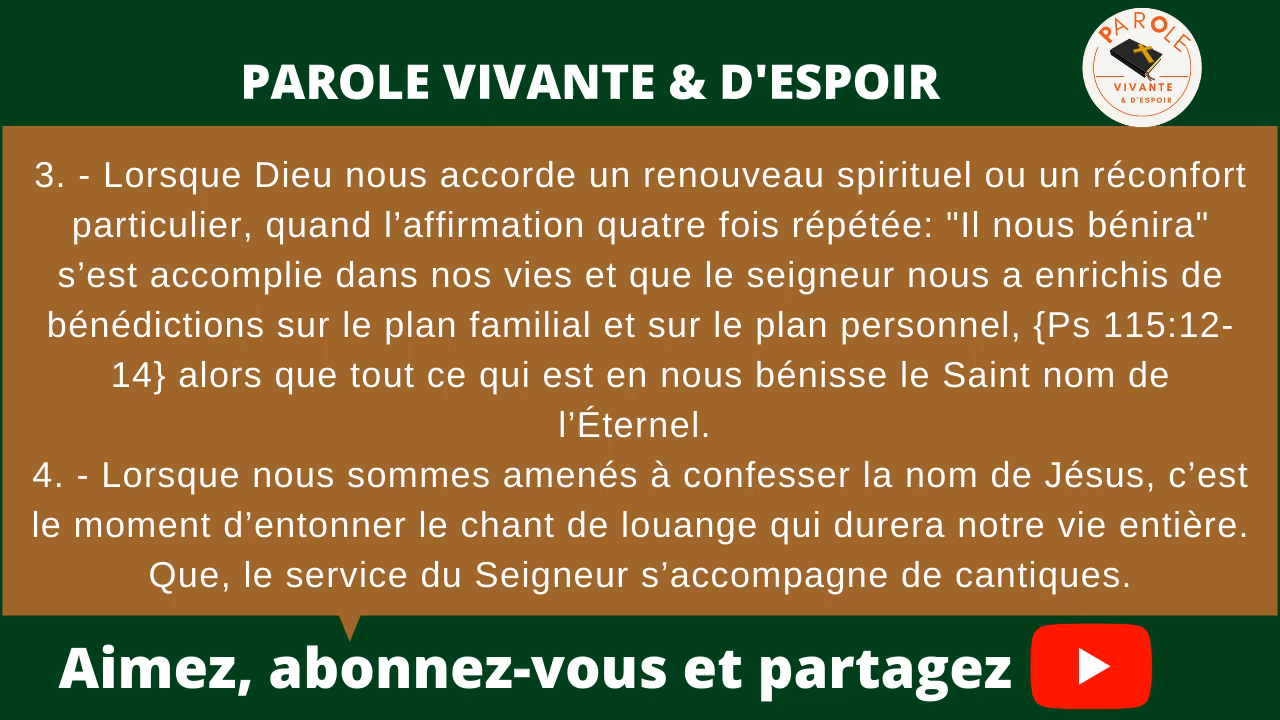 PAROLE VIVANTE & D'ESPOIR
PAROLE
VIVANTE
& D'ESPOIR
3. - Lorsque Dieu nous accorde un renouveau spirituel ou un réconfort
particulier, quand l’affirmation quatre fois répétée: "Il nous bénira"
s’est accomplie dans nos vies et que le seigneur nous a enrichis de
bénédictions sur le plan familial et sur le plan personnel, {Ps 115:12-
14} alors que tout ce qui est en nous bénisse le Saint nom de
l’Éternel.
4. - Lorsque nous sommes amenés à confesser la nom de Jésus, c’est
le moment d’entonner le chant de louange qui durera notre vie entière.
Que, le service du Seigneur s’accompagne de cantiques.
Aimez, abonnez-vous et partagez